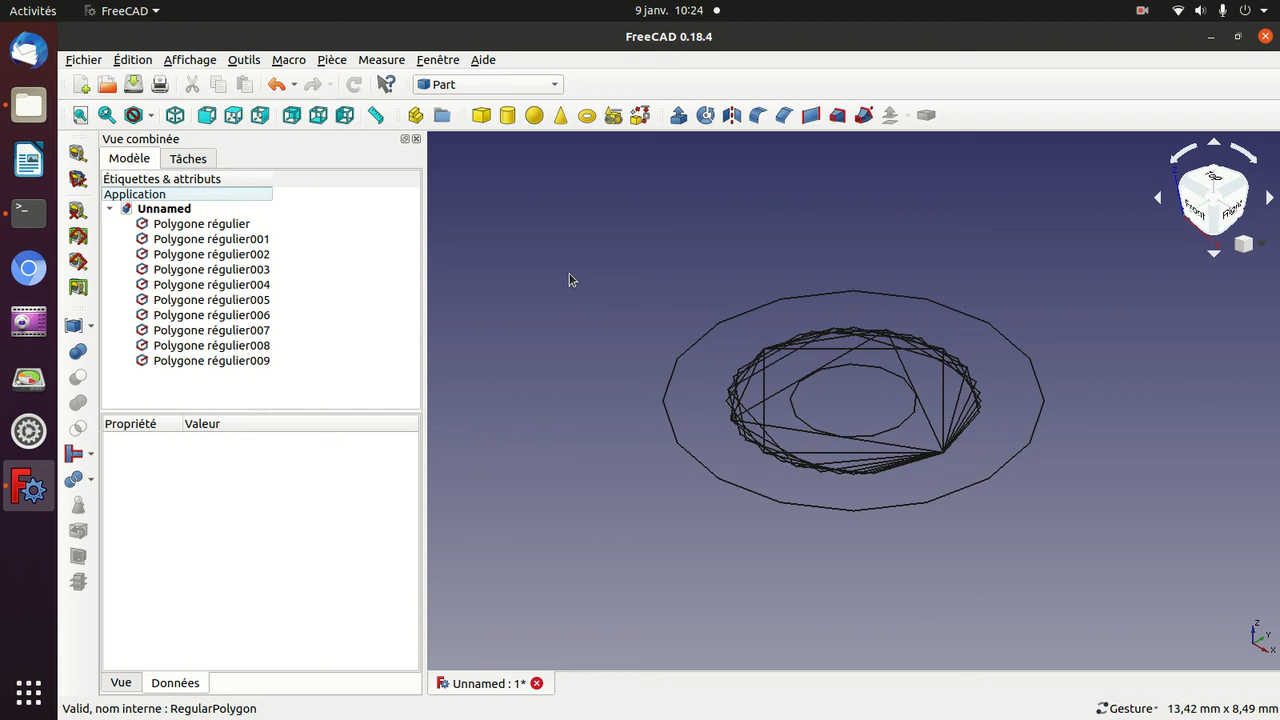 Activités FreeCAD 9 janv. 10:24
FreeCAD 0.18.4
Fichier Édition Affichage Outils Macro Pièce Measure Fenêtre Aide
Part
Vue combinée
Modèle Tâches
Étiquettes & attributs
Application
Unnamed
Polygone régulier
Polygone régulier001
Polygone régulier002
Polygone régulier003
Polygone régulier004
Polygone régulier005
Polygone régulier006
Polygone régulier007
Polygone régulier008
Polygone régulier009
Propriété Valeur
Vue Données
Front Right
Z
Y
X
Unnamed : 1*
Valid, nom interne : RegularPolygon Gesture 13,42 mm x 8,49 mm